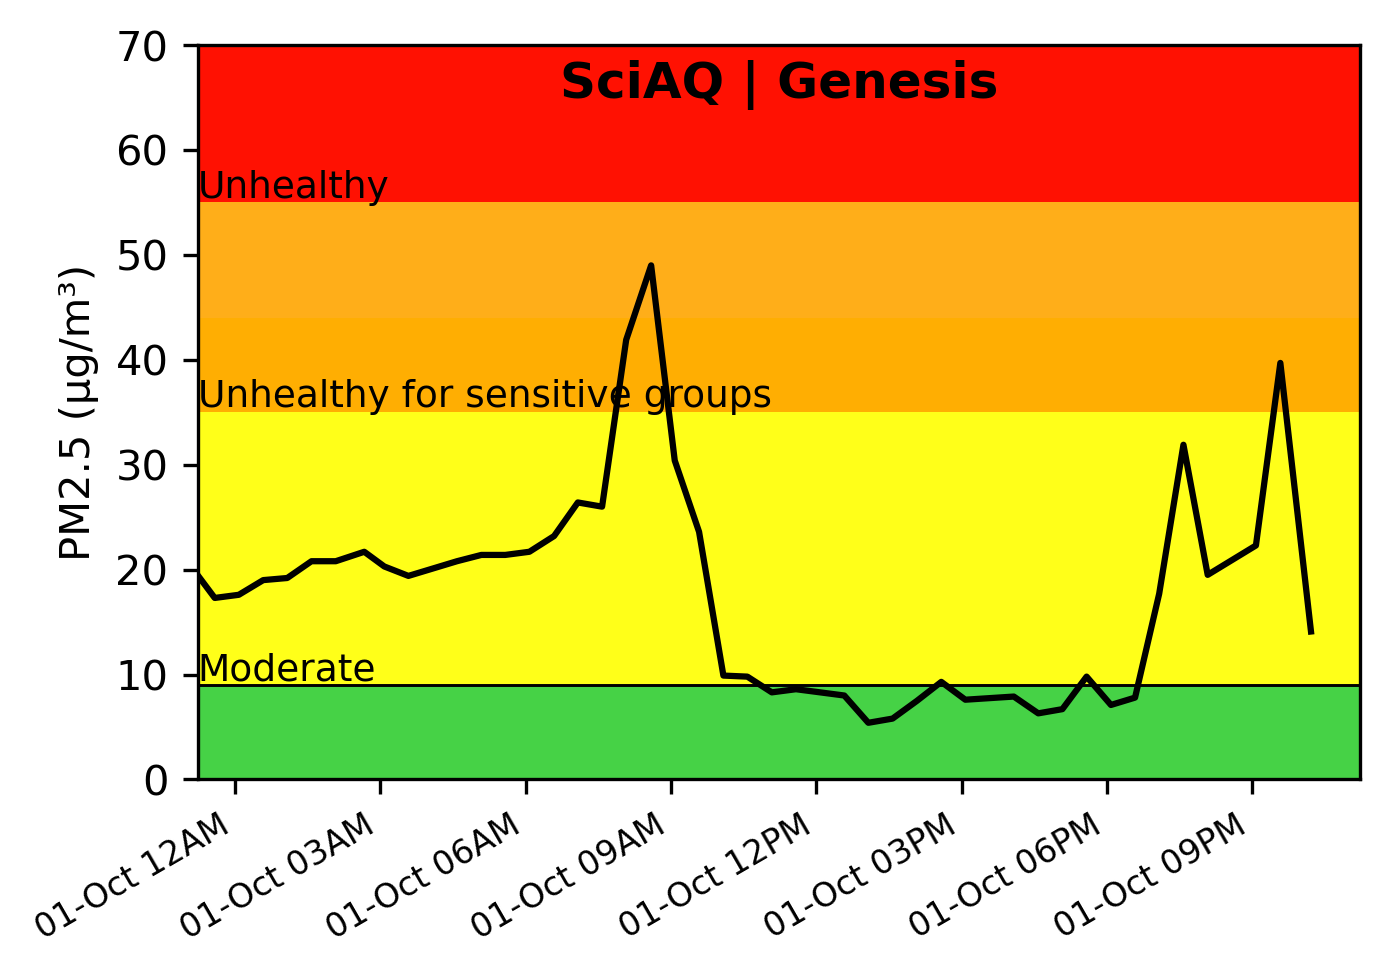 SciAQ | Genesis
PM2.5 (µg/m³)
70
60
50
40
30
20
10
0
Unhealthy
Unhealthy for sensitive groups
Moderate
01-Oct 12AM
01-Oct 03AM
01-Oct 06AM
01-Oct 09AM
01-Oct 12PM
01-Oct 03PM
01-Oct 06PM
01-Oct 09PM